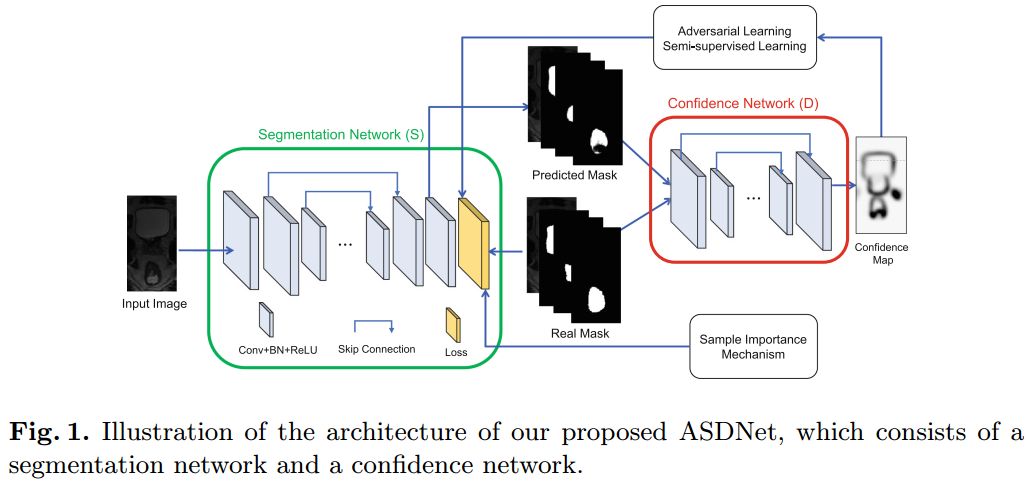 Adversarial Learning
Semi-supervised Learning
Confidence Network (D)
Segmentation Network (S)
Predicted Mask
...
...
Confidence
Map
Input Image
Real Mask
Conv+BN+ReLU
Skip Connection
Loss
Sample Importance
Mechanism
Fig. 1. Illustration of the architecture of our proposed ASDNet, which consists of a
segmentation network and a confidence network.